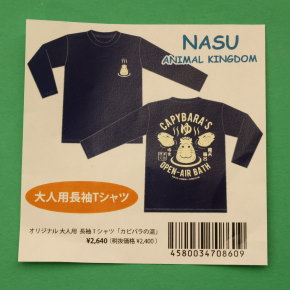 NASU
ANIMAL KINGDOM
CAPYBARA'S
ゆ
OPEN-AIR BATH
大人用長袖Tシャツ
オリジナル 大人用 長袖Tシャツ「カピバラの湯」
¥2,640（税抜価格 ¥2,400）
4580034708609